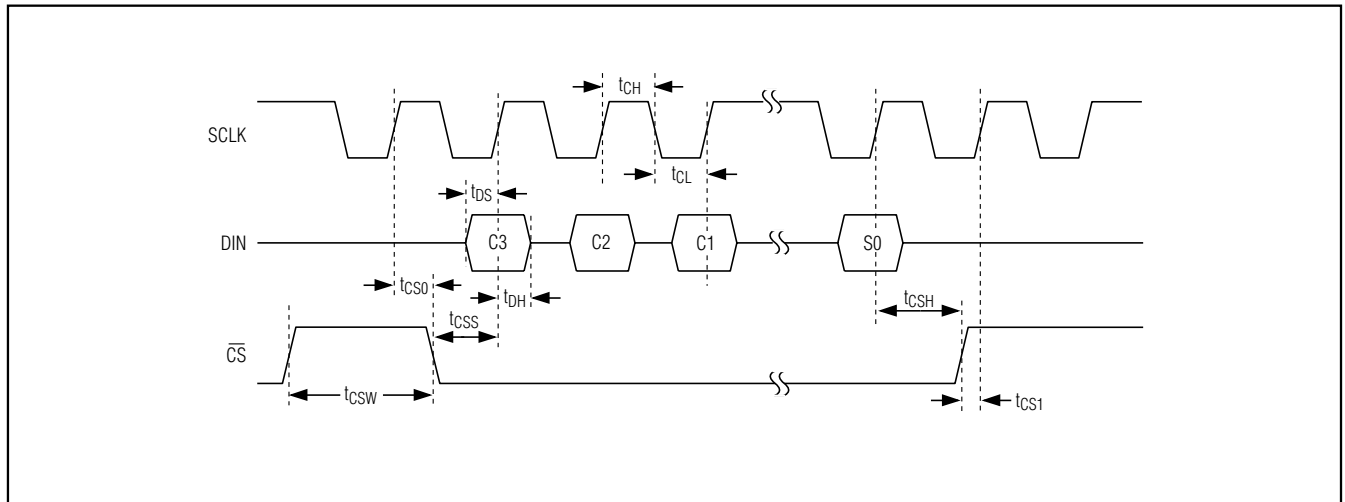 tCH
SCLK
tCL
tDS
DIN
C3
C2
C1
S0
tCS0
tDH
tCSH
tCSS
CS
tCSW
tCS1